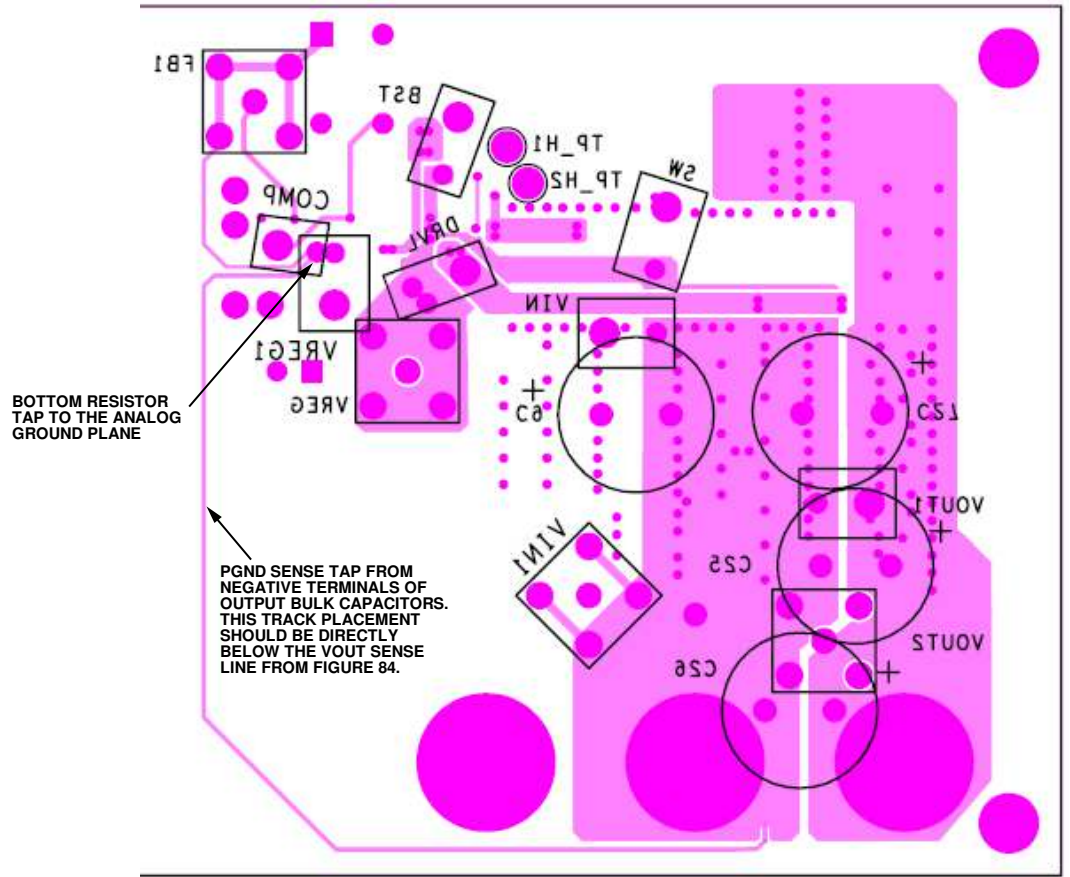 FB1
BST
TP_H1
TP_H2
SW
COMP
DRVL
VIN
VREG1
VREG
C6
C27
BOTTOM RESISTOR
TAP TO THE ANALOG
GROUND PLANE
VOUT1
VIN1
C25
PGND SENSE TAP FROM
NEGATIVE TERMINALS OF
OUTPUT BULK CAPACITORS.
THIS TRACK PLACEMENT
SHOULD BE DIRECTLY
BELOW THE VOUT SENSE
LINE FROM FIGURE 84.
VOUT2
C26